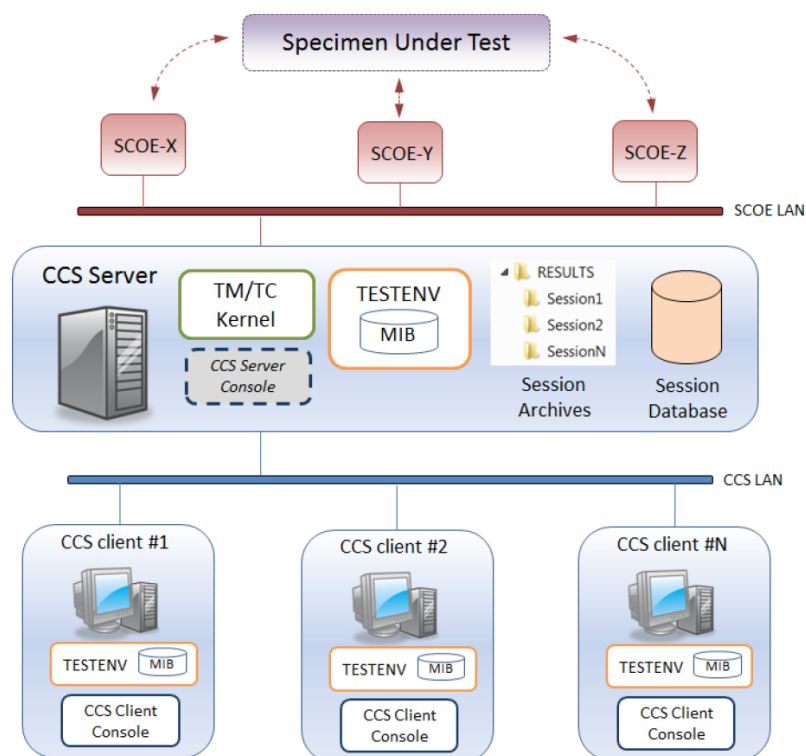 Specimen Under Test
SCOE-X
SCOE-Y
SCOE-Z
SCOE LAN
CCS Server
TM/TC
Kernel
CCS Server
Console
TESTENV
MIB
RESULTS
Session1
Session2
SessionN
Session
Archives
Session
Database
CCS LAN
CCS client #1
TESTENV
MIB
CCS Client
Console
CCS client #2
TESTENV
MIB
CCS Client
Console
CCS client #N
TESTENV
MIB
CCS Client
Console